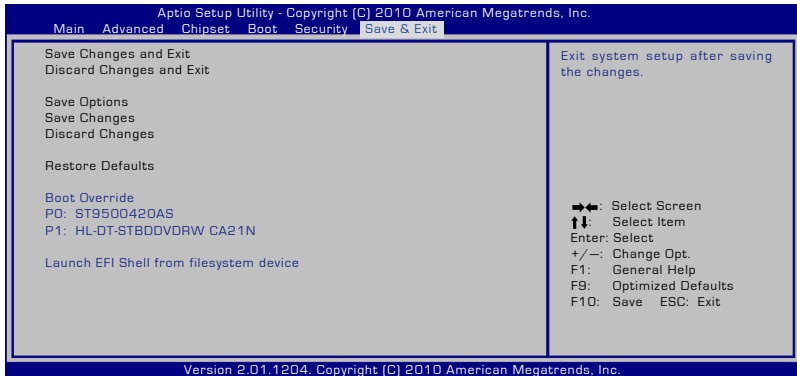 Aptio Setup Utility - Copyright (C) 2010 American Megatrends, Inc.
Main Advanced Chipset Boot Security Save & Exit
Save Changes and Exit
Discard Changes and Exit
Save Options
Save Changes
Discard Changes
Restore Defaults
Boot Override
P0: ST9500420AS
P1: HL-DT-STBDDVDRW CA21N
Launch EFI Shell from filesystem device
Exit system setup after saving
the changes.
→←: Select Screen
↑↓: Select Item
Enter: Select
+/—: Change Opt.
F1: General Help
F9: Optimized Defaults
F10: Save ESC: Exit
Version 2.01.1204. Copyright (C) 2010 American Megatrends, Inc.